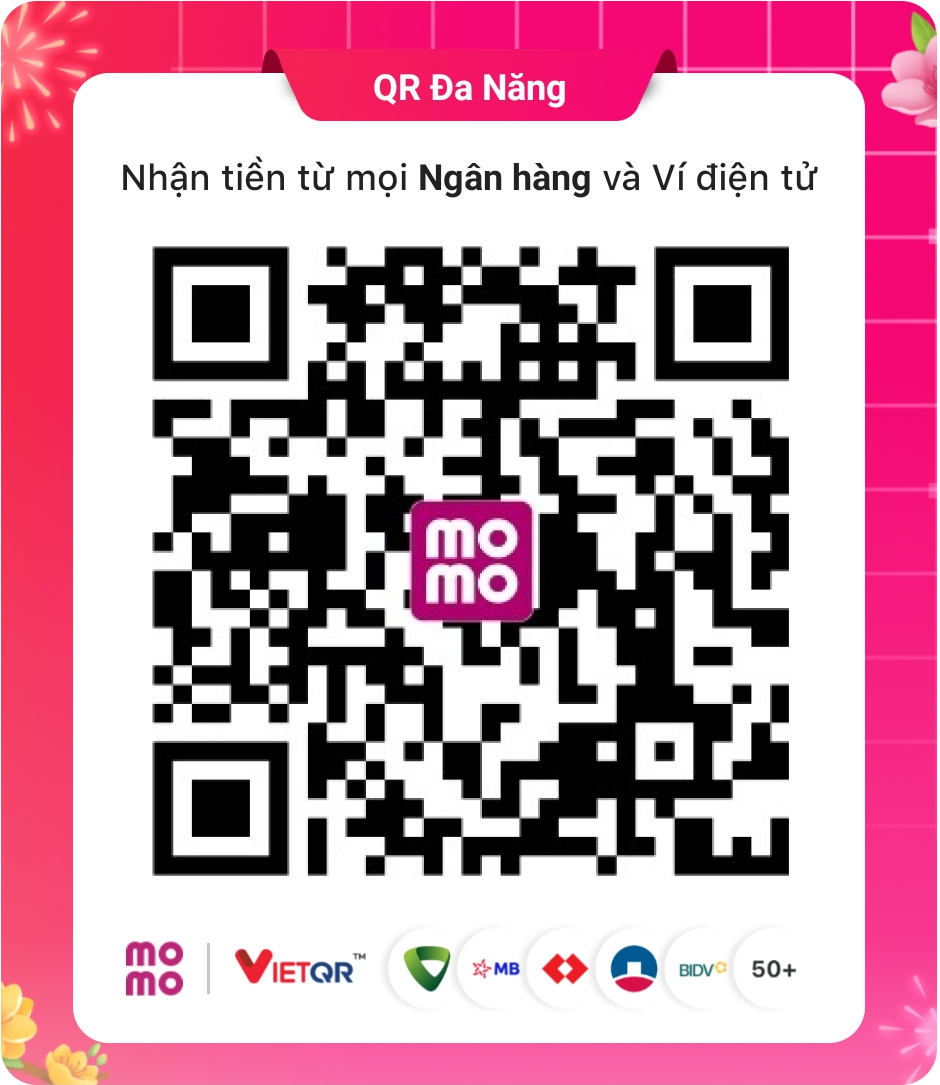 QR Đa Năng
Nhận tiền từ mọi Ngân hàng và Ví điện tử
mo
mo
mo
mo
VIETQR™
MB
BIDV
50+